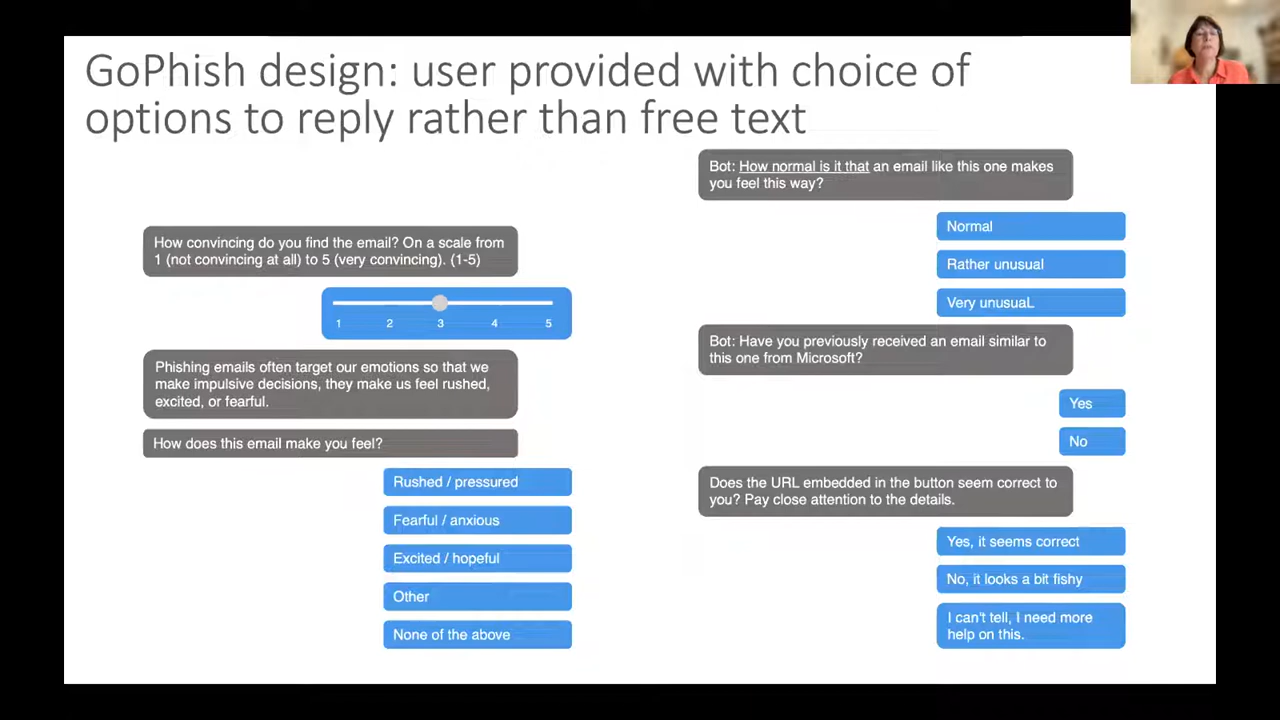 GoPhish design: user provided with choice of
options to reply rather than free text
How convincing do you find the email? On a scale from
1 (not convincing at all) to 5 (very convincing). (1-5)
1 2 3 4 5
Phishing emails often target our emotions so that we
make impulsive decisions, they make us feel rushed,
excited, or fearful.
How does this email make you feel?
Rushed / pressured
Fearful / anxious
Excited / hopeful
Other
None of the above
Bot: How normal is it that an email like this one makes
you feel this way?
Normal
Rather unusual
Very unusuaL
Bot: Have you previously received an email similar to
this one from Microsoft?
Yes
No
Does the URL embedded in the button seem correct to
you? Pay close attention to the details.
Yes, it seems correct
No, it looks a bit fishy
I can't tell, I need more
help on this.